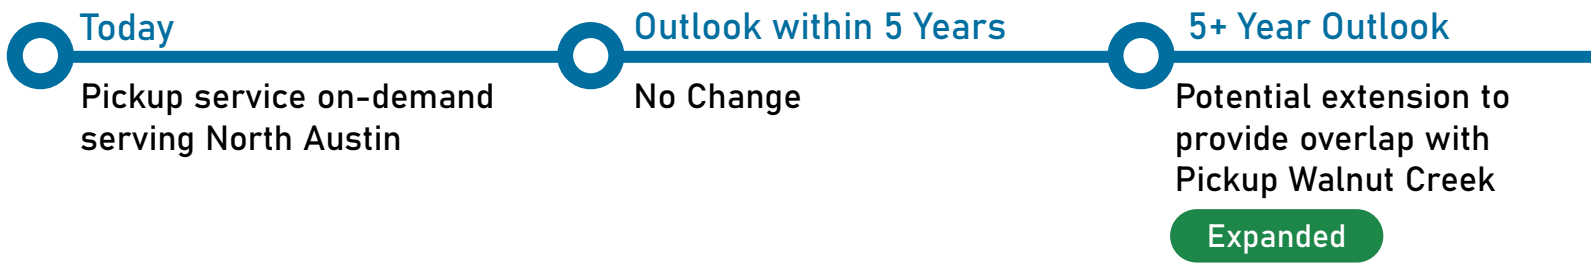 Today
Pickup service on-demand
serving North Austin
Outlook within 5 Years
No Change
5+ Year Outlook
Potential extension to
provide overlap with
Pickup Walnut Creek
Expanded